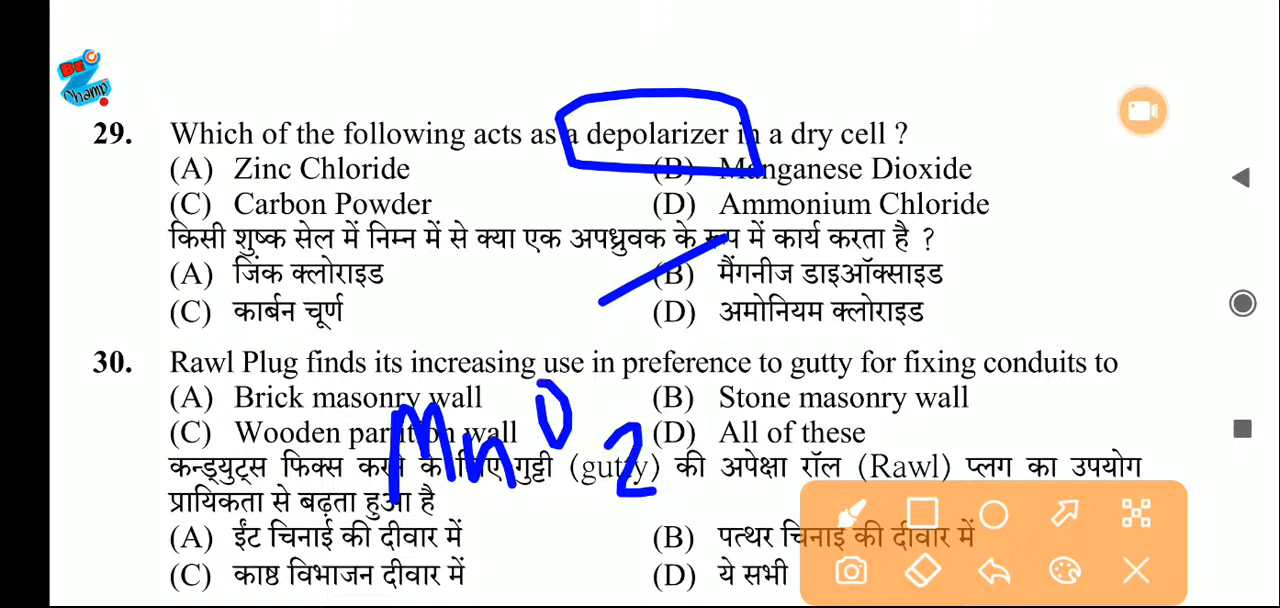 Be
Champ
29. Which of the following acts as a depolarizer in a dry cell ?
(A) Zinc Chloride (B) Manganese Dioxide
(C) Carbon Powder (D) Ammonium Chloride
किसी शुष्क सेल में निम्न में से क्या एक अपध्रुवक के रूप में कार्य करता है ?
(A) जिंक क्लोराइड (B) मैंगनीज डाइऑक्साइड
(C) कार्बन चूर्ण (D) अमोनियम क्लोराइड
30. Rawl Plug finds its increasing use in preference to gutty for fixing conduits to
(A) Brick masonry wall (B) Stone masonry wall
(C) Wooden partition wall (D) All of these
MnO2
कन्ड्युट्स फिक्स करने के लिए गुट्टी (gutty) की अपेक्षा रॉल (Rawl) प्लग का उपयोग
प्रायिकता से बढ़ता हुआ है
(A) ईंट चिनाई की दीवार में (B) पत्थर चिनाई की दीवार में
(C) काष्ठ विभाजन दीवार में (D) ये सभी